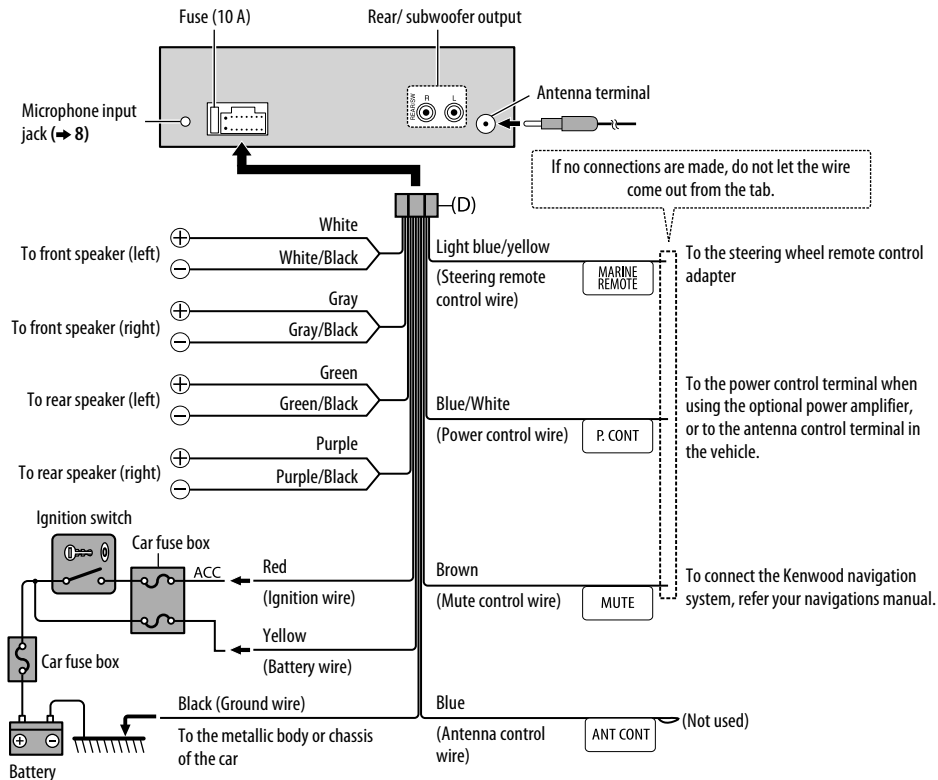 Fuse (10 A)
Rear/ subwoofer output
REAR/SW
R
L
Antenna terminal
Microphone input
jack (➜ 8)
If no connections are made, do not let the wire
come out from the tab.
(D)
To front speaker (left)
White
White/Black
To front speaker (right)
Gray
Gray/Black
To rear speaker (left)
Green
Green/Black
To rear speaker (right)
Purple
Purple/Black
Light blue/yellow
(Steering remote
control wire)
MARINE
REMOTE
To the steering wheel remote control
adapter
Blue/White
(Power control wire)
P. CONT
To the power control terminal when
using the optional power amplifier,
or to the antenna control terminal in
the vehicle.
Ignition switch
Car fuse box
ACC
Red
(Ignition wire)
Yellow
(Battery wire)
Brown
(Mute control wire)
MUTE
To connect the Kenwood navigation
system, refer your navigations manual.
Car fuse box
Black (Ground wire)
To the metallic body or chassis
of the car
Blue
(Antenna control
wire)
ANT CONT
(Not used)
Battery